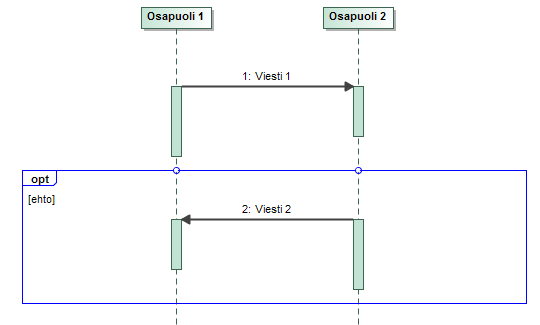 Osapuoli 1
Osapuoli 2
1: Viesti 1
opt
[ehto]
2: Viesti 2